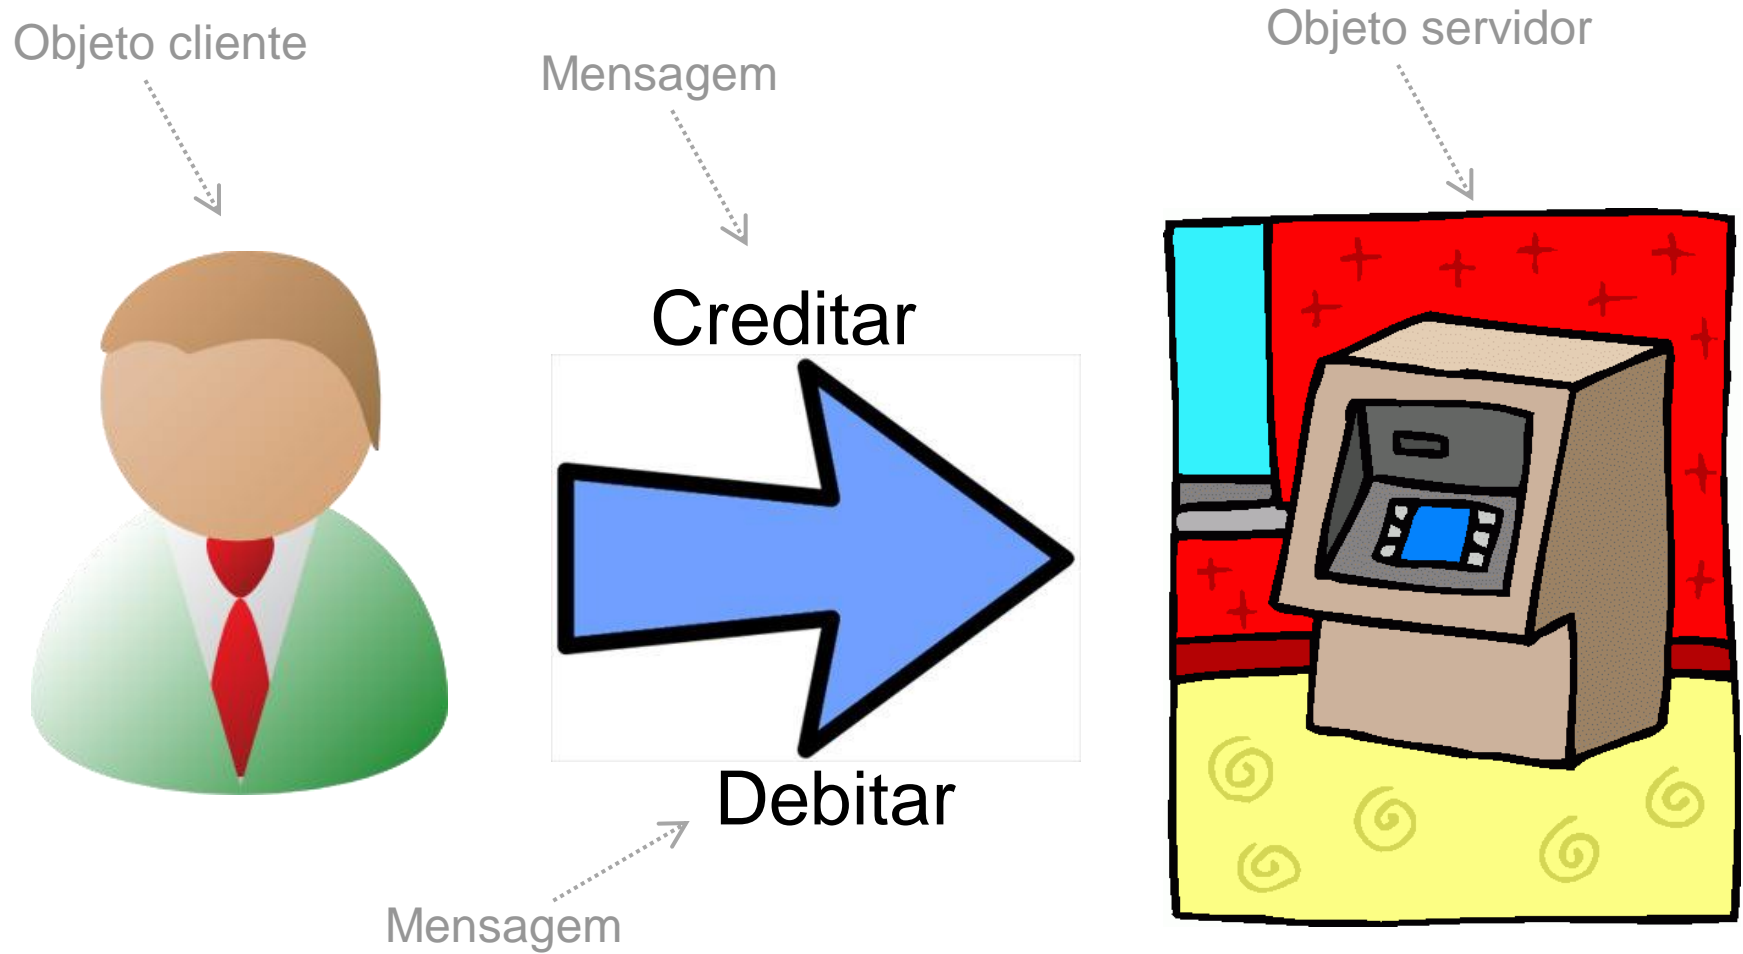 Objeto cliente
Mensagem
Objeto servidor
Creditar
Debitar
Mensagem